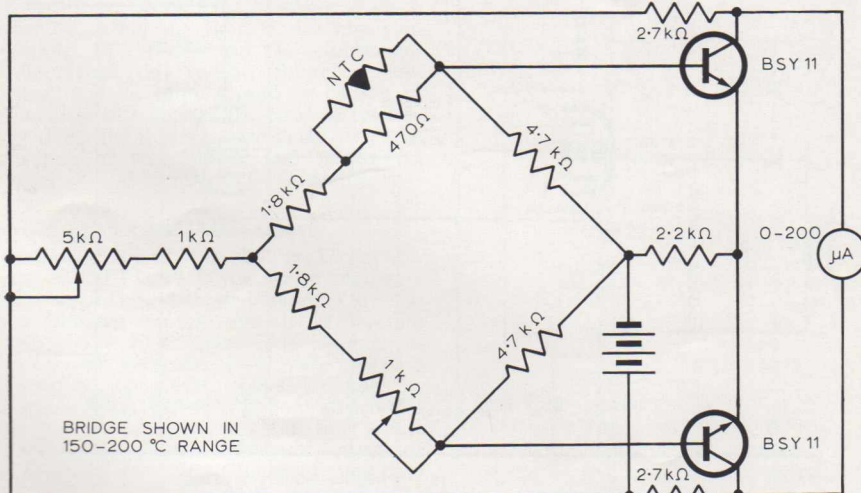 2·7kΩ
BSY 11
NTC
470Ω
4·7kΩ
1·8kΩ
5kΩ
1kΩ
2·2kΩ
0–200
µA
1·8kΩ
1kΩ
4·7kΩ
BRIDGE SHOWN IN
150–200 °C RANGE
BSY 11
2·7kΩ